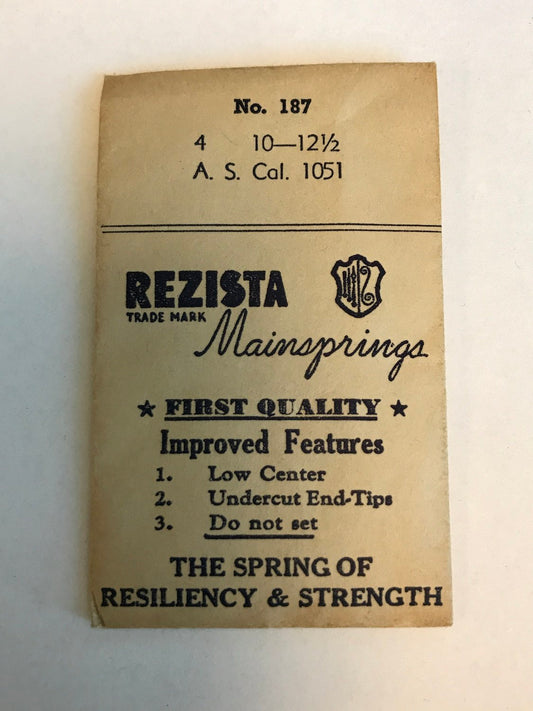 No. 187
4 10—12½
A. S. Cal. 1051
REZISTA
TRADE MARK
Mainsprings
★ FIRST QUALITY ★
Improved Features
1. Low Center
2. Undercut End-Tips
3. Do not set
THE SPRING OF
RESILIENCY & STRENGTH